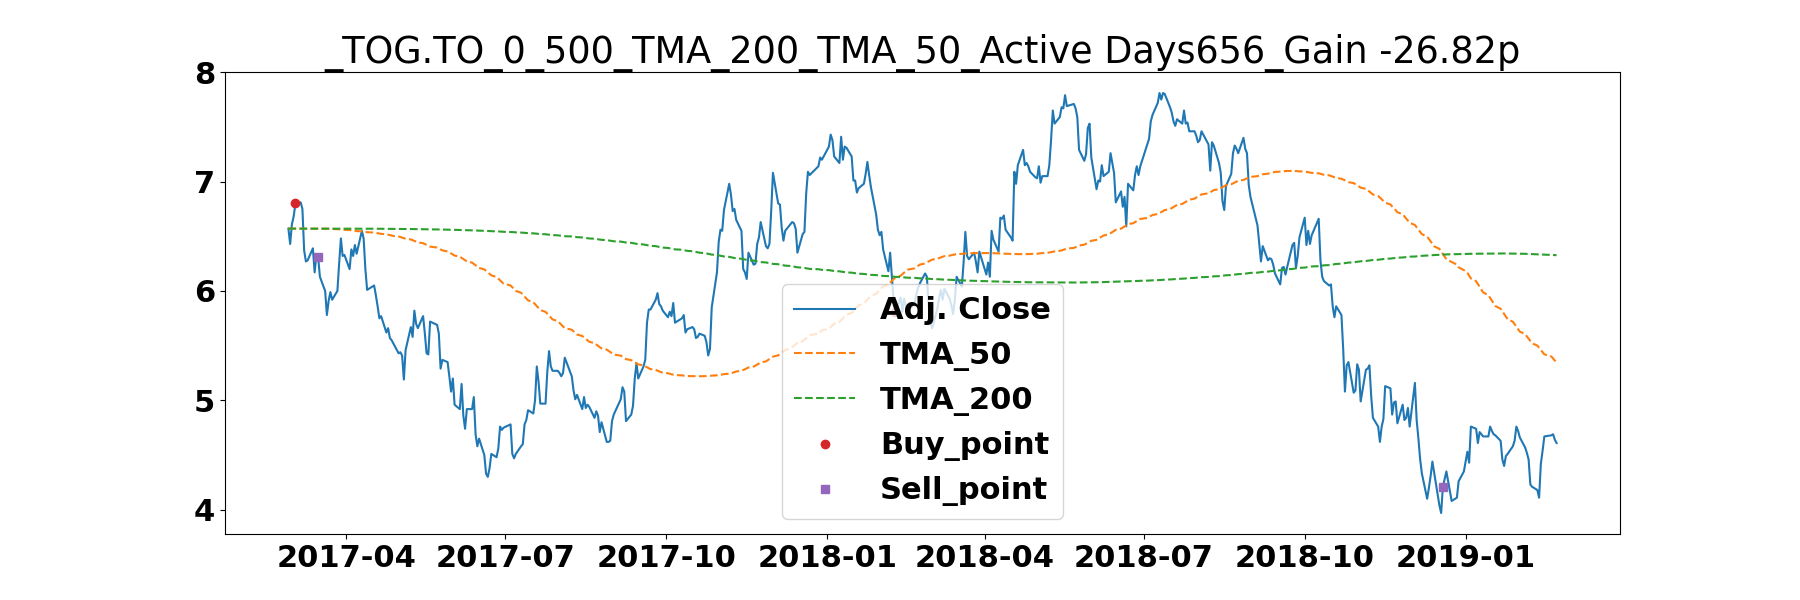 _TOG.TO_0_500_TMA_200_TMA_50_Active Days656_Gain -26.82p
8
7
6
5
4
Adj. Close
TMA_50
TMA_200
Buy_point
Sell_point
2017-04 2017-07 2017-10 2018-01 2018-04 2018-07 2018-10 2019-01